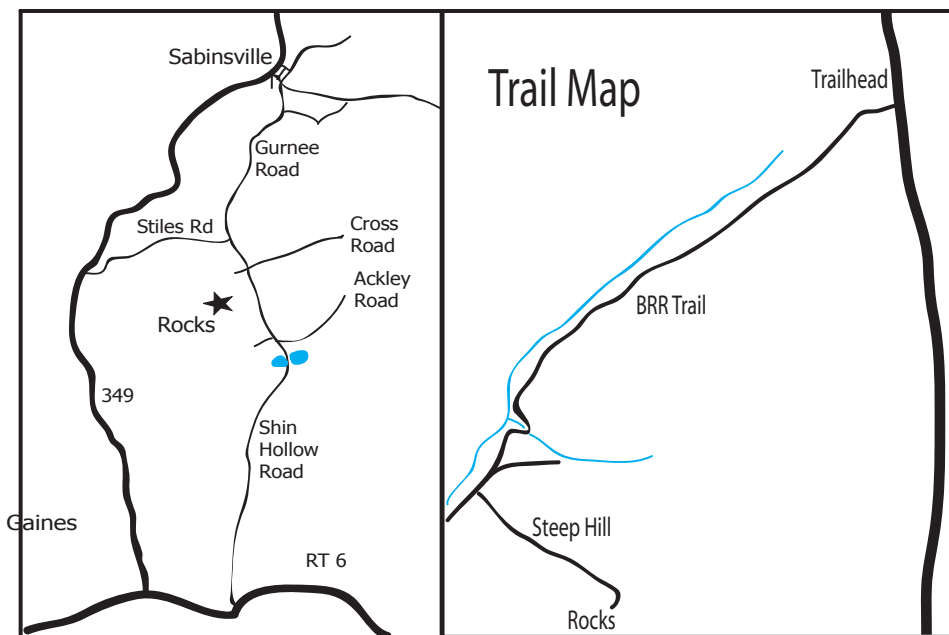 Sabinsville
Gurnee
Road
Stiles Rd
Cross
Road
Ackley
Road
Rocks
349
Shin
Hollow
Road
Gaines
RT 6
Trail Map
Trailhead
BRR Trail
Steep Hill
Rocks